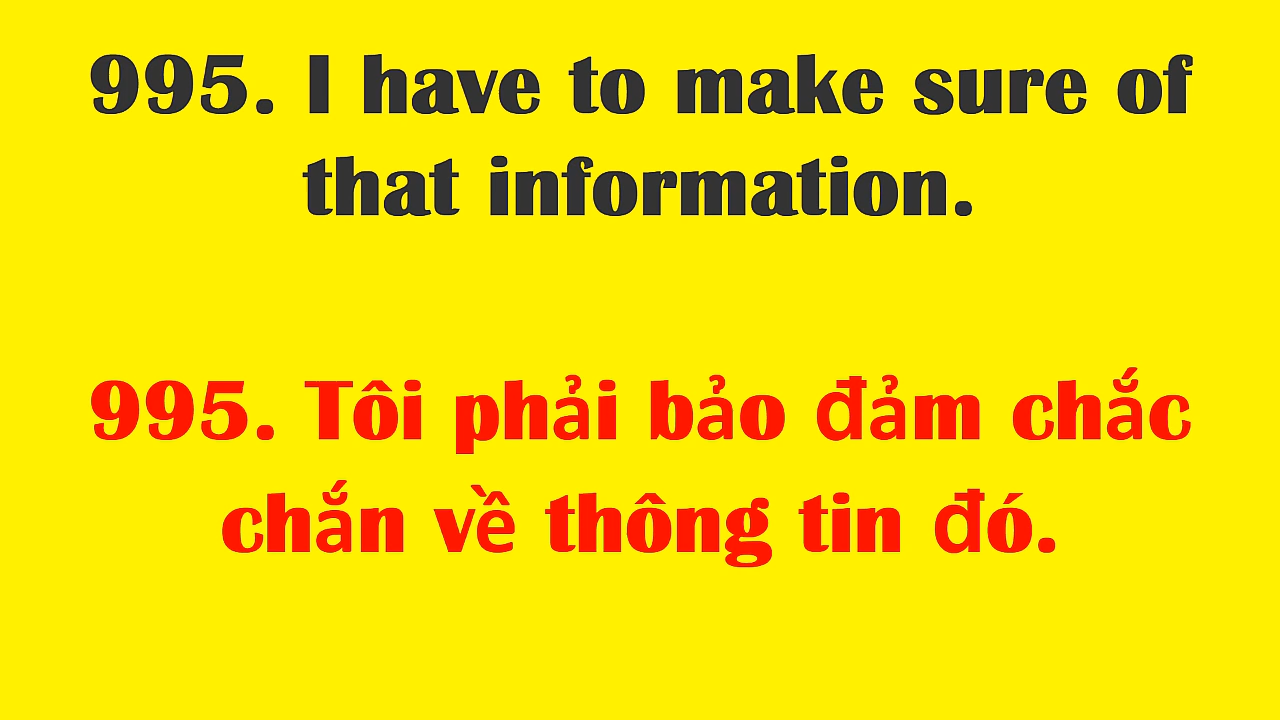 995. I have to make sure of
that information.
995. Tôi phải bảo đảm chắc
chắn về thông tin đó.